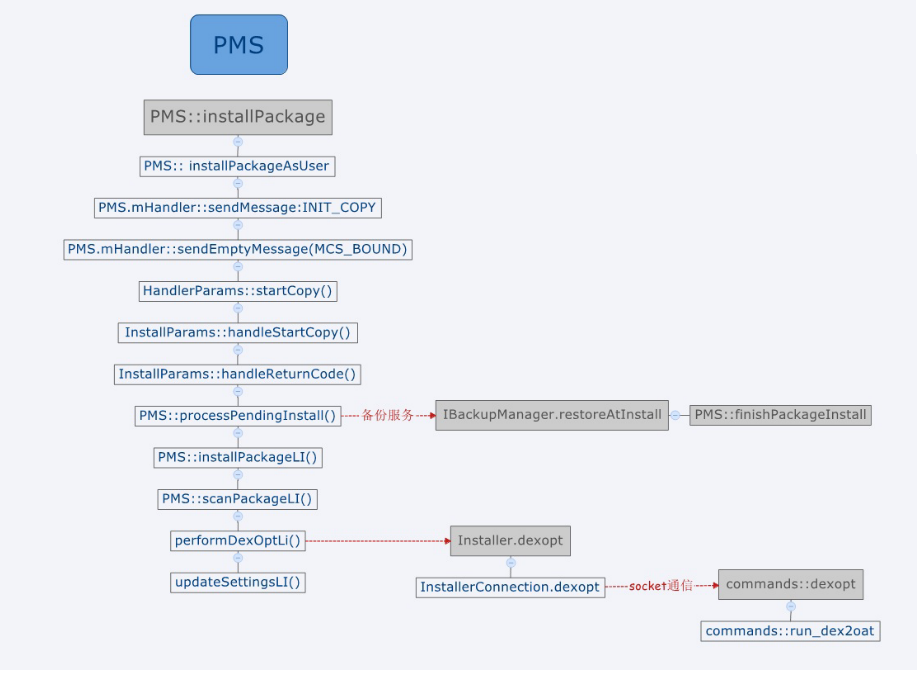 PMS
PMS::installPackage
PMS:: installPackageAsUser
PMS.mHandler::sendMessage:INIT_COPY
PMS.mHandler::sendEmptyMessage(MCS_BOUND)
HandlerParams::startCopy()
InstallParams::handleStartCopy()
InstallParams::handleReturnCode()
PMS::processPendingInstall() 备份服务 IBackupManager.restoreAtInstall PMS::finishPackageInstall
PMS::installPackageLI()
PMS::scanPackageLI()
performDexOptLi() Installer.dexopt
updateSettingsLI() InstallerConnection.dexopt socket通信 commands::dexopt
commands::run_dex2oat